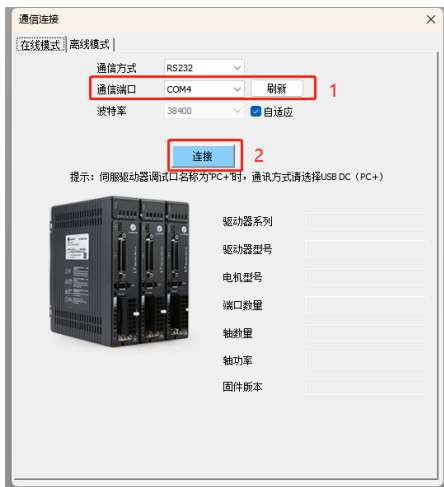 通信连接
在线模式 离线模式
通信方式 RS232
通信端口 COM4 刷新 1
波特率 38400 自适应
连接 2
提示：伺服驱动器调试口名称为"PC+"时，通讯方式请选择USB DC（PC+）
驱动器系列
驱动器型号
电机型号
端口数量
轴数量
轴功率
固件版本